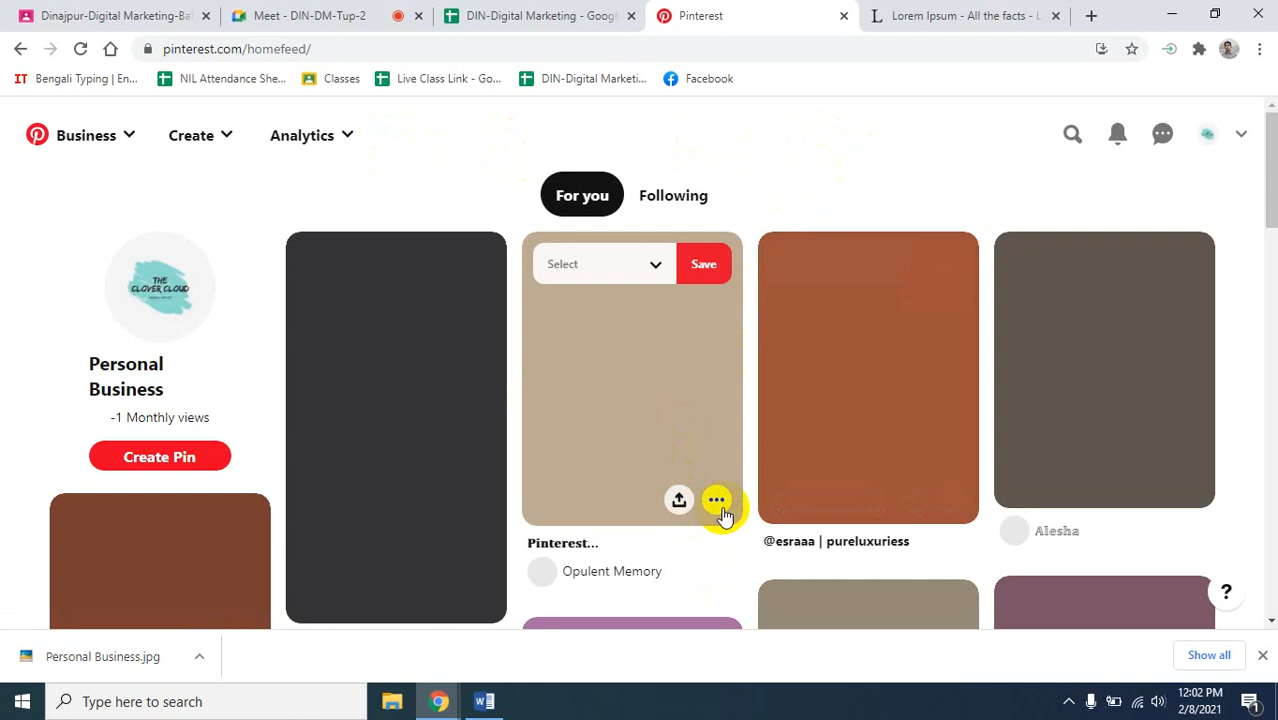 Dinajpur-Digital Marketing-Bat
Meet - DIN-DM-Tup-2
DIN-Digital Marketing - Googl
Pinterest
Lorem Ipsum - All the facts - L
pinterest.com/homefeed/
IT Bengali Typing | En...
NIL Attendance She...
Classes
Live Class Link - Go...
DIN-Digital Marketi...
Facebook
Business
Create
Analytics
For you
Following
THE
CLOVER CLOUD
Personal
Business
-1 Monthly views
Create Pin
Select
Save
Pinterest...
Opulent Memory
@esraaa | pureluxuriess
Alesha
?
Personal Business.jpg
Show all
Type here to search
12:02 PM
2/8/2021
1